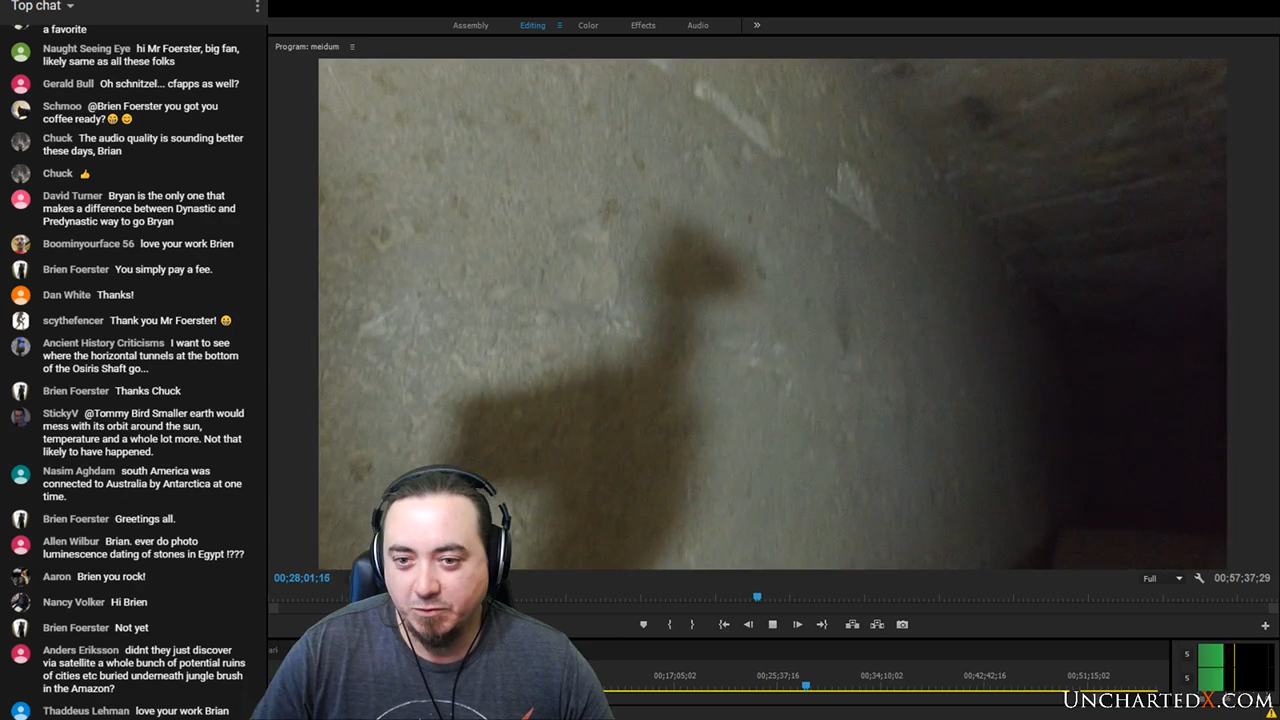 Top chat
a favorite
Naught Seeing Eye hi Mr Foerster, big fan,
likely same as all these folks
Gerald Bull Oh schnitzel... cfapps as well?
Schmoo @Brien Foerster you got you
coffee ready?
Chuck The audio quality is sounding better
these days, Brian
Chuck
David Turner Bryan is the only one that
makes a difference between Dynastic and
Predynastic way to go Bryan
Boominyourface 56 love your work Brien
Brien Foerster You simply pay a fee.
Dan White Thanks!
scythefencer Thank you Mr Foerster!
Ancient History Criticisms I want to see
where the horizontal tunnels at the bottom
of the Osiris Shaft go...
Brien Foerster Thanks Chuck
StickyV @Tommy Bird Smaller earth would
mess with its orbit around the sun,
temperature and a whole lot more. Not that
likely to have happened.
Nasim Aghdam south America was
connected to Australia by Antarctica at one
time.
Brien Foerster Greetings all.
Allen Wilbur Brian. ever do photo
luminescence dating of stones in Egypt !???
Aaron Brien you rock!
Nancy Volker Hi Brien
Brien Foerster Not yet
Anders Eriksson didnt they just discover
via satellite a whole bunch of potential ruins
of cities etc buried underneath jungle brush
in the Amazon?
Thaddeus Lehman love your work Brian
Assembly Editing Color Effects Audio
Program: meidum
00;28;01;16
Full
00;57;37;29
00;17;05;02 00;25;37;16 00;34;10;02 00;42;42;16 00;51;15;02
5
5
UnchartedX.com